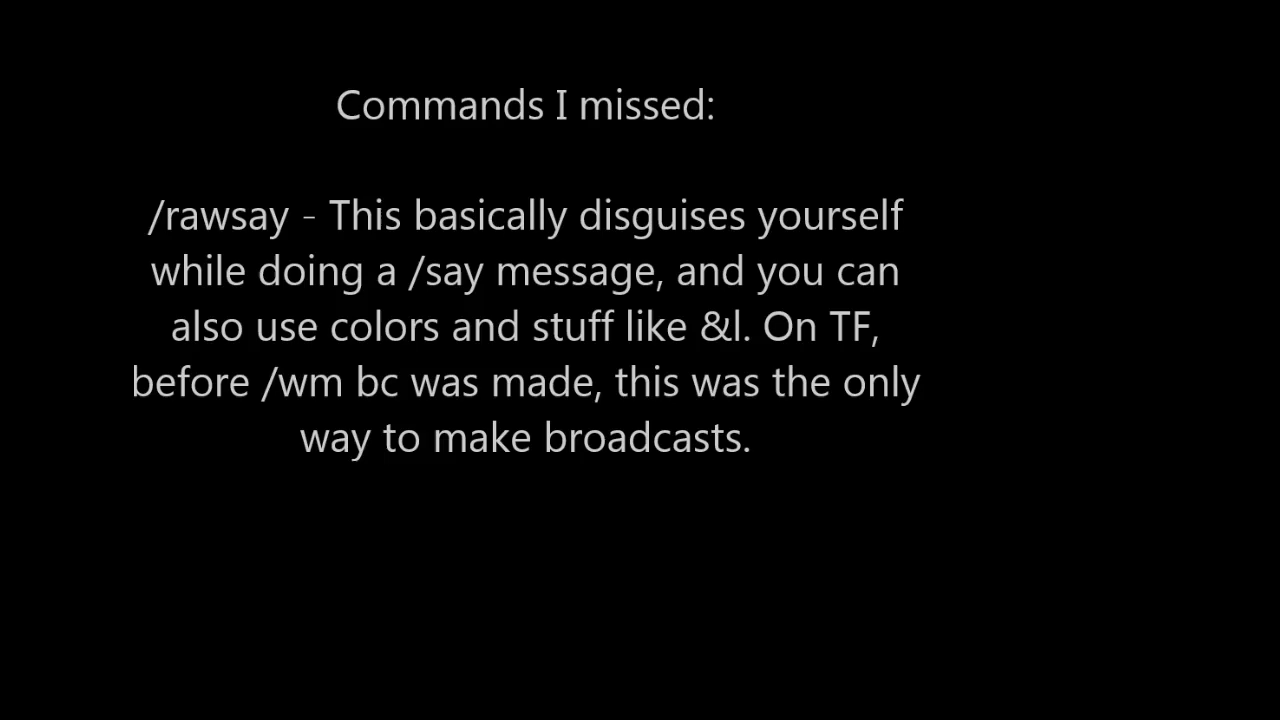 Commands I missed:
/rawsay - This basically disguises yourself
while doing a /say message, and you can
also use colors and stuff like &l. On TF,
before /wm bc was made, this was the only
way to make broadcasts.